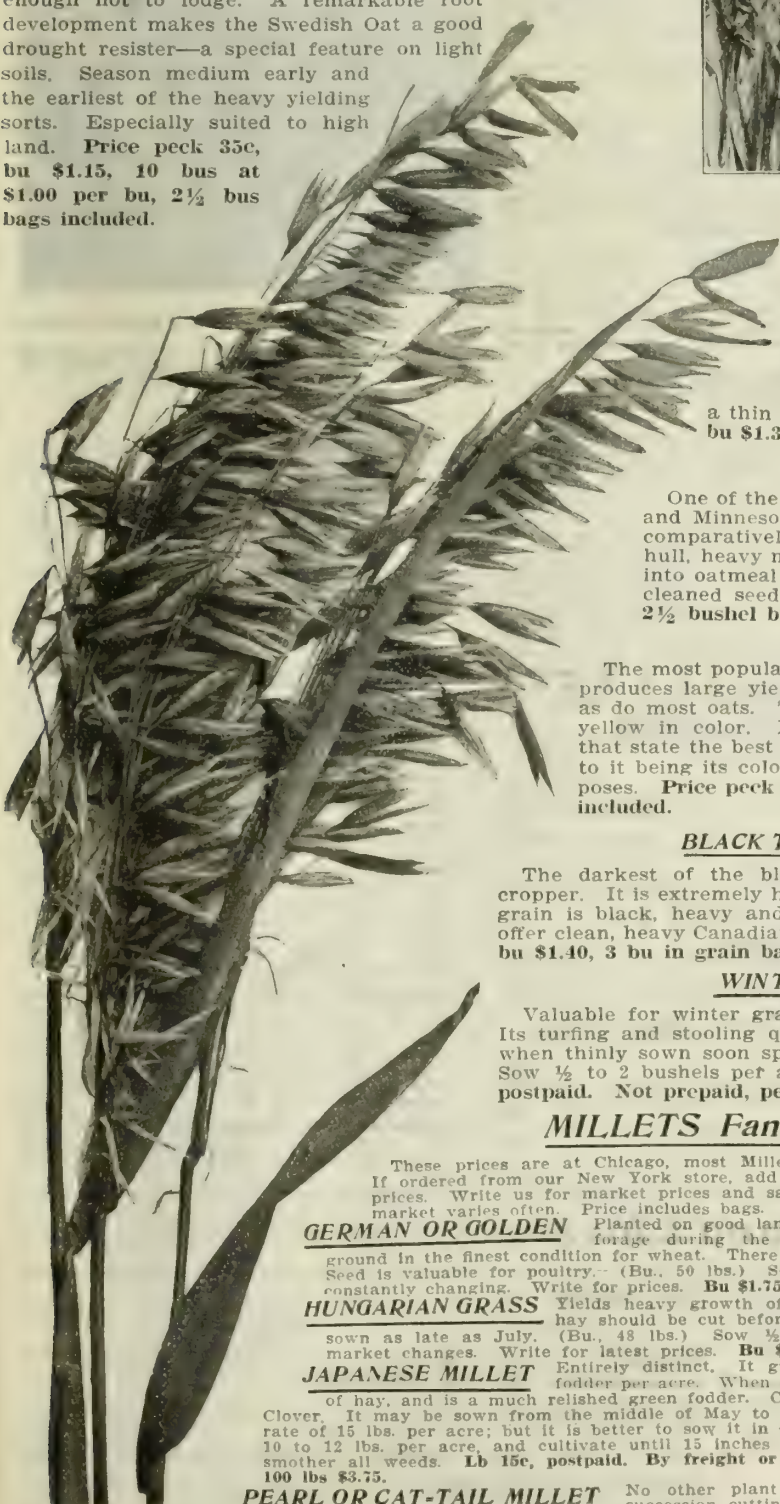 development makes the Swedish Oat a good
drought resister—a special feature on light
soils. Season medium early and
the earliest of the heavy yielding
sorts. Especially suited to high
land. Price peck 35c,
bu $1.15, 10 bus at
$1.00 per bu, 2½ bus
bags included.
a thin
bu $1.3
One of the
and Minneso
comparativel
hull, heavy
into oatmeal
cleaned seed
2½ bushel b
The most popula
produces large yie
as do most oats.
yellow in color.
that state the best
to it being its colo
poses. Price peck
included.
BLACK T
The darkest of the bl
cropper. It is extremely h
grain is black, heavy and
offer clean, heavy Canadia
bu $1.40, 3 bu in grain ba
WINT
Valuable for winter gra
Its turfing and stooling q
when thinly sown soon sp
Sow ½ to 2 bushels per a
postpaid. Not prepaid, pe
MILLETS Fan
These prices are at Chicago, most Mille
If ordered from our New York store, add
prices. Write us for market prices and sa
market varies often. Price includes bags.
GERMAN OR GOLDEN Planted on good lan
forage during the
ground in the finest condition for wheat. There
Seed is valuable for poultry. (Bu., 50 lbs.) S
constantly changing. Write for prices. Bu $1.75
HUNGARIAN GRASS Yields heavy growth of
hay should be cut befor
sown as late as July. (Bu., 48 lbs.) Sow ½
market changes. Write for latest prices. Bu $
JAPANESE MILLET Entirely distinct. It g
fodder per acre. When
of hay, and is a much relished green fodder. C
Clover. It may be sown from the middle of May to
rate of 15 lbs. per acre; but it is better to sow it in
10 to 12 lbs. per acre, and cultivate until 15 inches
smother all weeds. Lb 15c, postpaid. By freight or
100 lbs $3.75.
PEARL OR CAT-TAIL MILLET No other plant